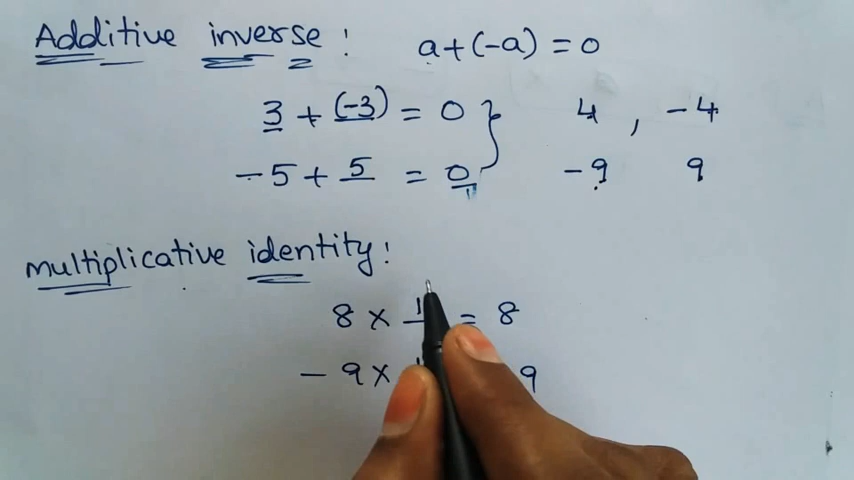 Additive inverse : a+(-a) = 0
3 + (-3) = 0 } 4 , -4
-5 + 5 = 0 -9 9
multiplicative identity :
8 × 1 = 8
- 9 × 9